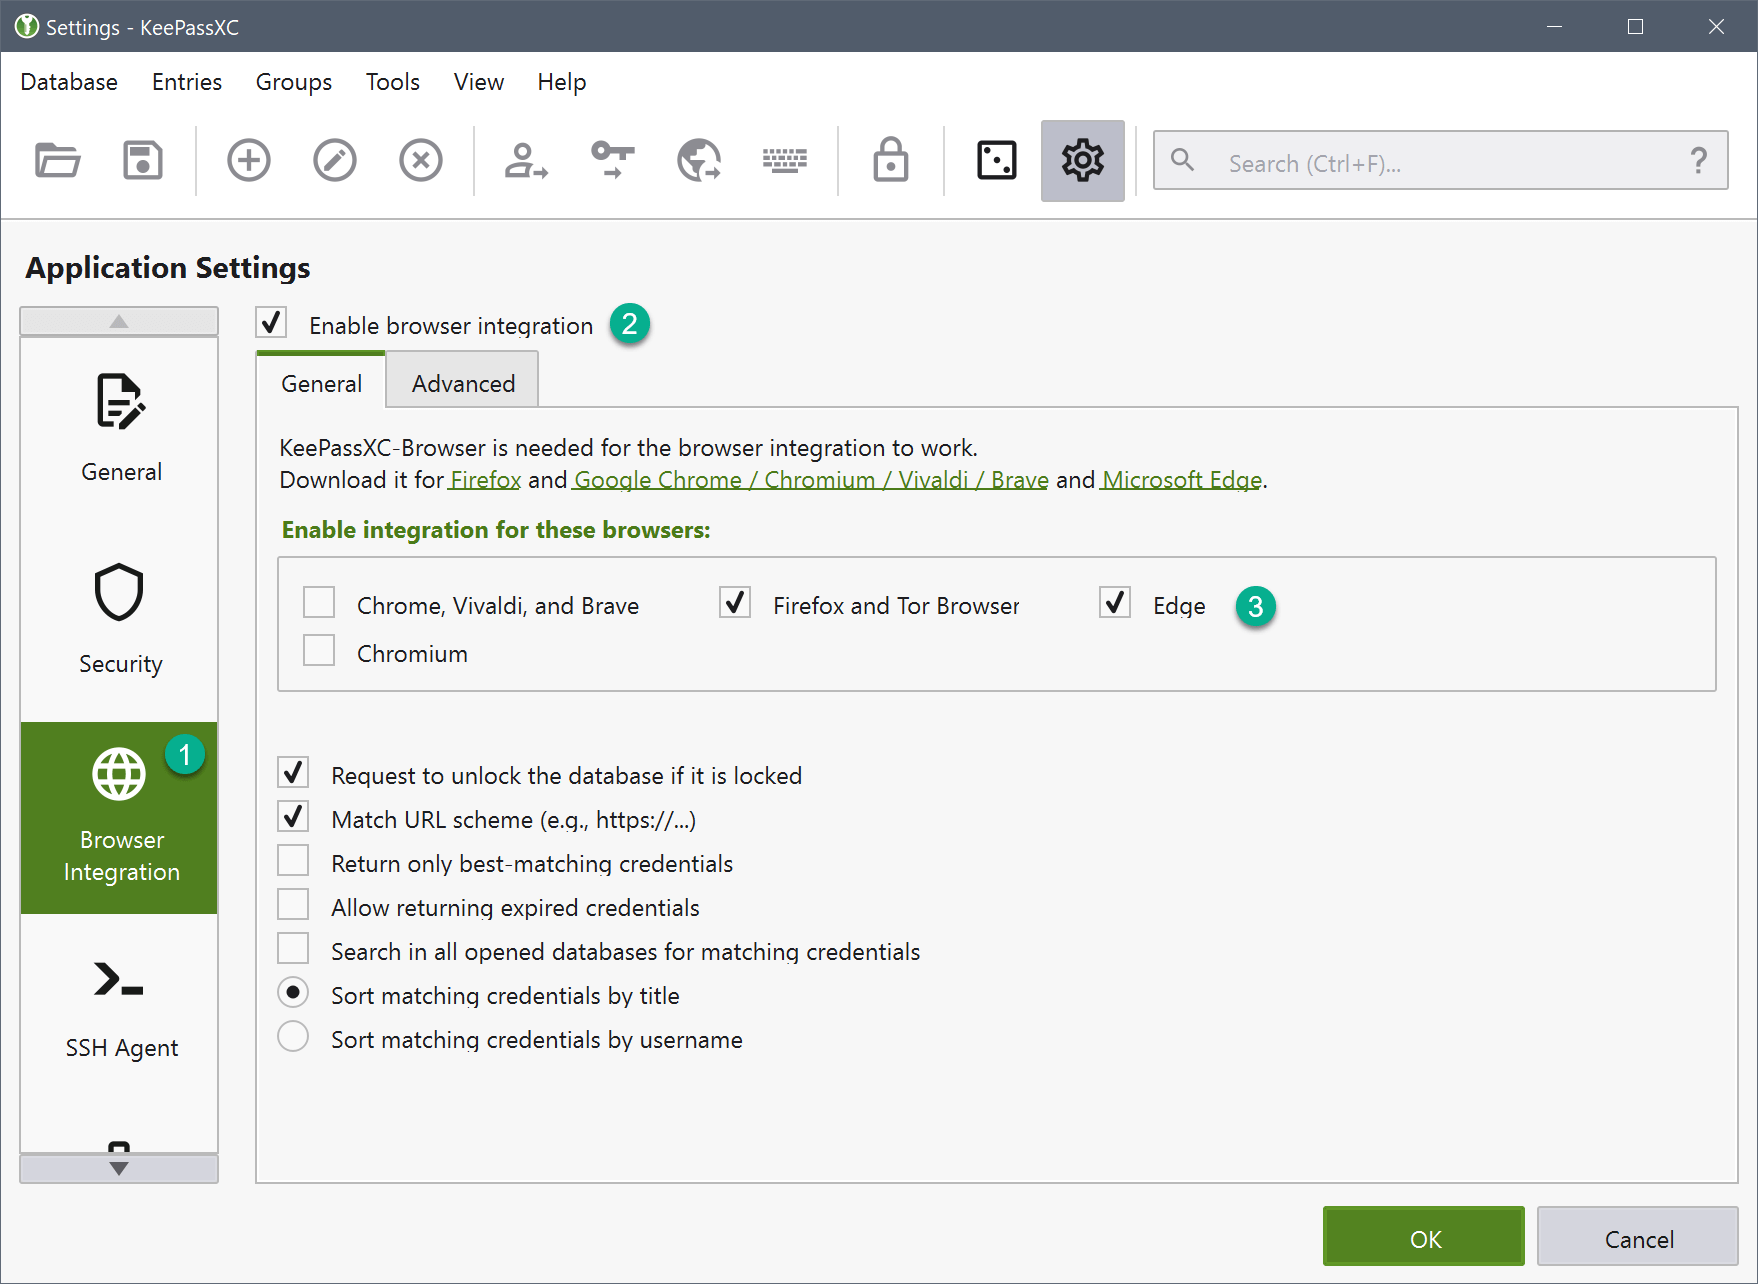 Settings - KeePassXC
Database Entries Groups Tools View Help
Search (Ctrl+F)... ?
Application Settings
General
Security
1
Browser
Integration
SSH Agent
Enable browser integration 2
General Advanced
KeePassXC-Browser is needed for the browser integration to work.
Download it for Firefox and Google Chrome / Chromium / Vivaldi / Brave and Microsoft Edge.
Enable integration for these browsers:
Chrome, Vivaldi, and Brave Firefox and Tor Browser Edge 3
Chromium
Request to unlock the database if it is locked
Match URL scheme (e.g., https://...)
Return only best-matching credentials
Allow returning expired credentials
Search in all opened databases for matching credentials
Sort matching credentials by title
Sort matching credentials by username
OK Cancel